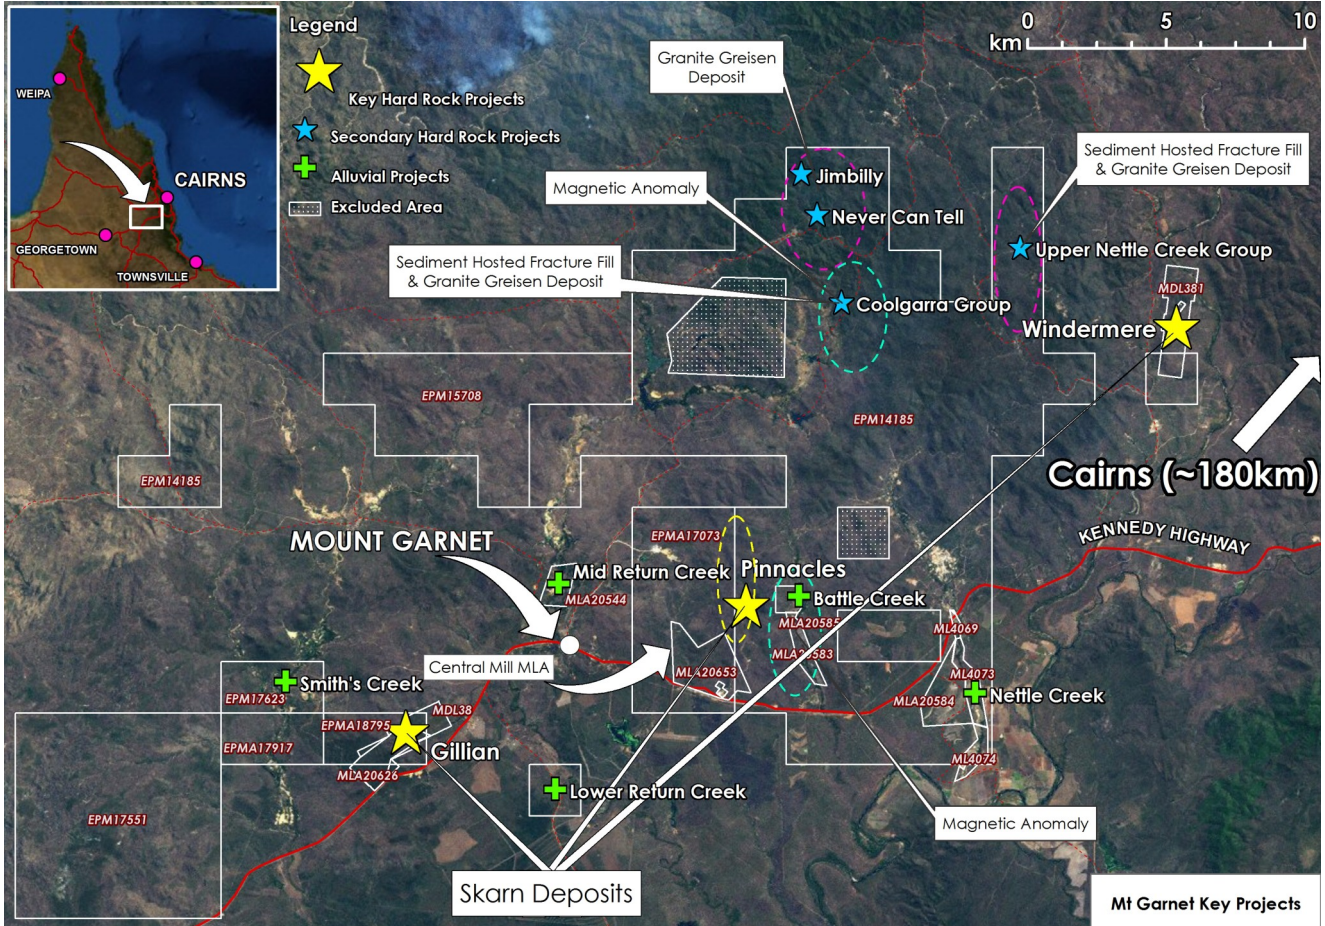 Legend
Key Hard Rock Projects
Secondary Hard Rock Projects
Alluvial Projects
Excluded Area
WEIPA
CAIRNS
GEORGETOWN
TOWNSVILLE
0 5 10
km
Granite Greisen
Deposit
Sediment Hosted Fracture Fill
& Granite Greisen Deposit
Magnetic Anomaly
Jimbilly
Never Can Tell
Upper Nettle Creek Group
Sediment Hosted Fracture Fill
& Granite Greisen Deposit
Coolgarra Group
MDL381
Windermere
EPM15708
EPM14185
EPM14185
Cairns (~180km)
KENNEDY HIGHWAY
MOUNT GARNET
EPMA17073
Pinnacles
Mid Return Creek
MLA20544
Battle Creek
MLA20585
ML4069
Central Mill MLA
MLA20583
MLA20653
ML4073
Smith's Creek
EPM17623
Nettle Creek
MLA20584
MDL38
EPMA18795
EPMA17917
Gillian
ML4074
MLA20626
Lower Return Creek
EPM17551
Magnetic Anomaly
Skarn Deposits
Mt Garnet Key Projects